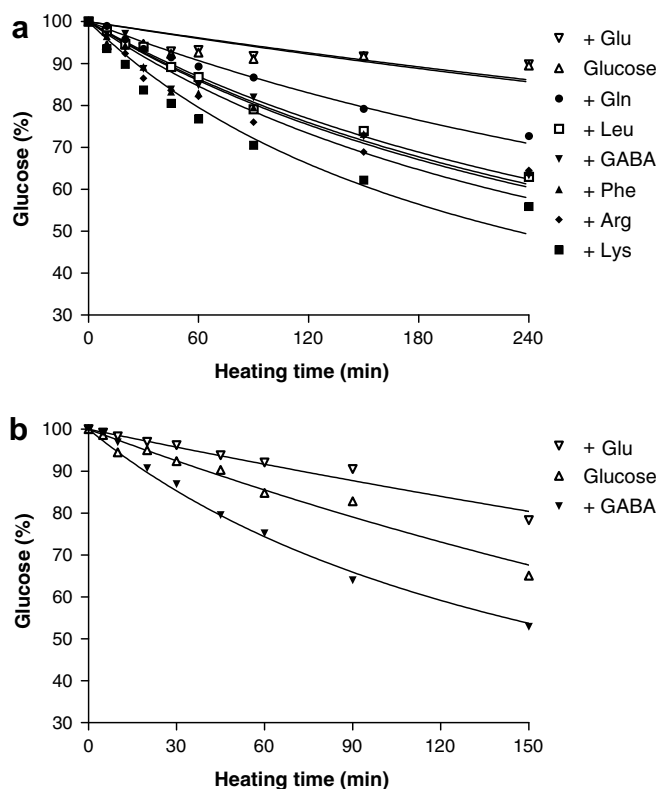 a
100
90
80
70
60
50
40
30
Glucose (%)
0 60 120 180 240
Heating time (min)
+ Glu
Glucose
+ Gln
+ Leu
+ GABA
+ Phe
+ Arg
+ Lys
b
100
90
80
70
60
50
40
30
Glucose (%)
0 30 60 90 120 150
Heating time (min)
+ Glu
Glucose
+ GABA